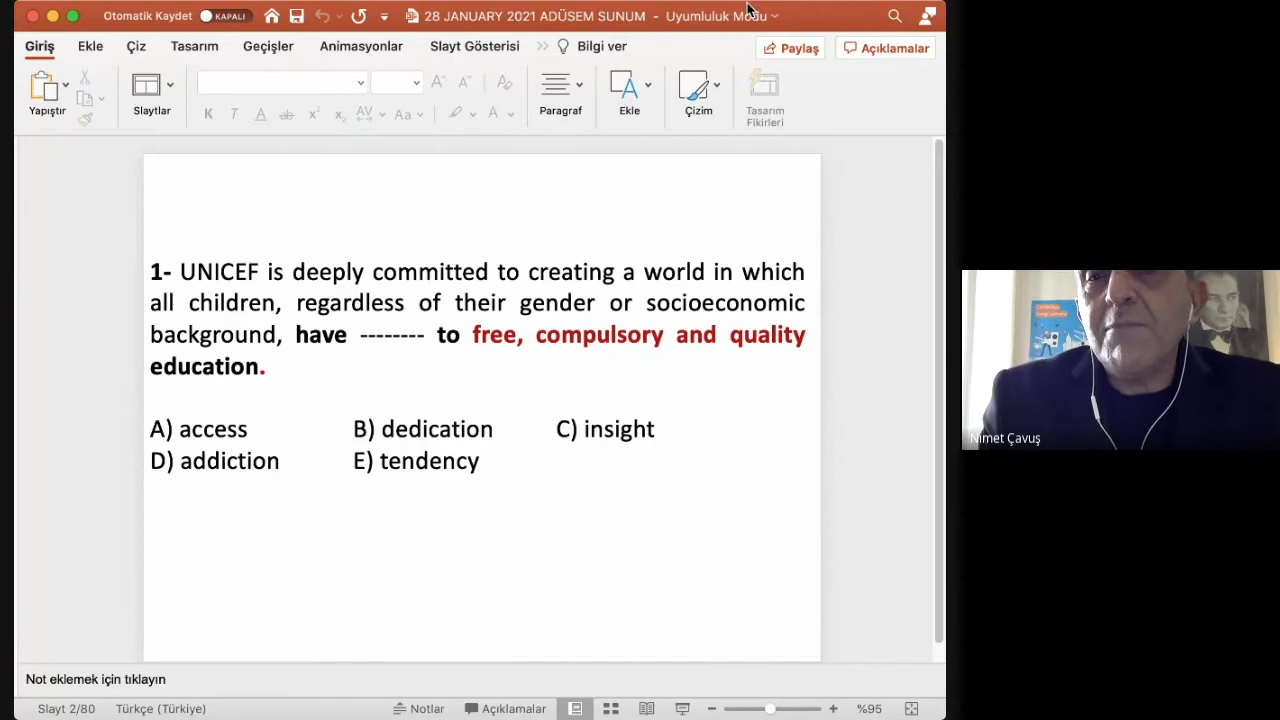 Otomatik Kaydet KAPALI 28 JANUARY 2021 ADÜSEM SUNUM - Uyumluluk Modu
Giriş Ekle Çiz Tasarım Geçişler Animasyonlar Slayt Gösterisi Bilgi ver Paylaş Açıklamalar
Yapıştır Slaytlar Paragraf Ekle Çizim Tasarım Fikirleri
1- UNICEF is deeply committed to creating a world in which
all children, regardless of their gender or socioeconomic
background, have -------- to free, compulsory and quality
education.
A) access B) dedication C) insight
D) addiction E) tendency
Nimet Çavuş
Not eklemek için tıklayın
Slayt 2/80 Türkçe (Türkiye) Notlar Açıklamalar %95